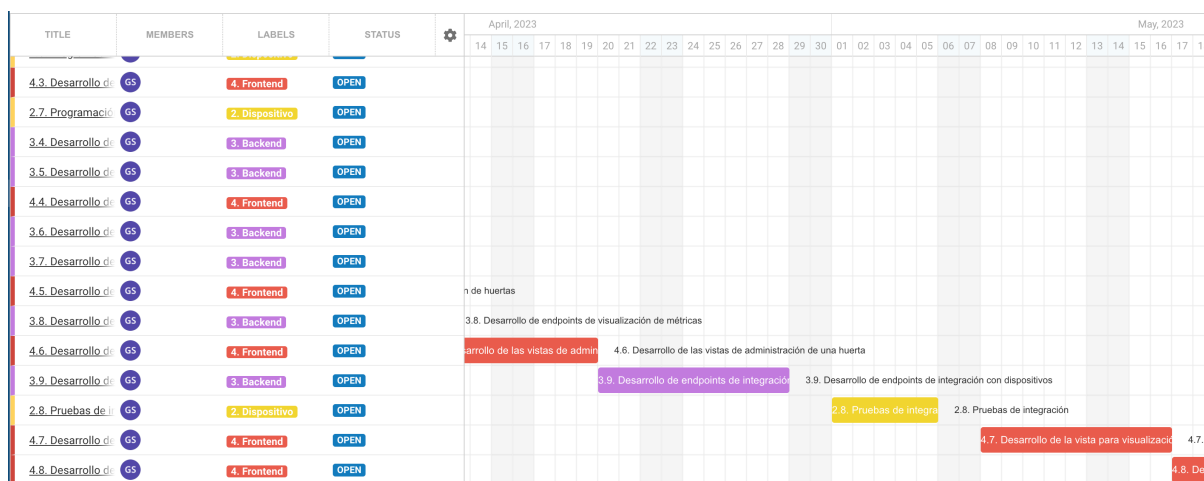 April, 2023 May, 2023
TITLE MEMBERS LABELS STATUS
14 15 16 17 18 19 20 21 22 23 24 25 26 27 28 29 30 01 02 03 04 05 06 07 08 09 10 11 12 13 14 15 16 17
4.3. Desarrollo de GS 4. Frontend OPEN
2.7. Programació GS 2. Dispositivo OPEN
3.4. Desarrollo de GS 3. Backend OPEN
3.5. Desarrollo de GS 3. Backend OPEN
4.4. Desarrollo de GS 4. Frontend OPEN
3.6. Desarrollo de GS 3. Backend OPEN
3.7. Desarrollo de GS 3. Backend OPEN
4.5. Desarrollo de GS 4. Frontend OPEN n de huertas
3.8. Desarrollo de GS 3. Backend OPEN 3.8. Desarrollo de endpoints de visualización de métricas
4.6. Desarrollo de GS 4. Frontend OPEN sarrollo de las vistas de admin 4.6. Desarrollo de las vistas de administración de una huerta
3.9. Desarrollo de GS 3. Backend OPEN 3.9. Desarrollo de endpoints de integración 3.9. Desarrollo de endpoints de integración con dispositivos
2.8. Pruebas de i GS 2. Dispositivo OPEN 2.8. Pruebas de integra 2.8. Pruebas de integración
4.7. Desarrollo de GS 4. Frontend OPEN 4.7. Desarrollo de la vista para visualizació 4.7.
4.8. Desarrollo de GS 4. Frontend OPEN 4.8. De